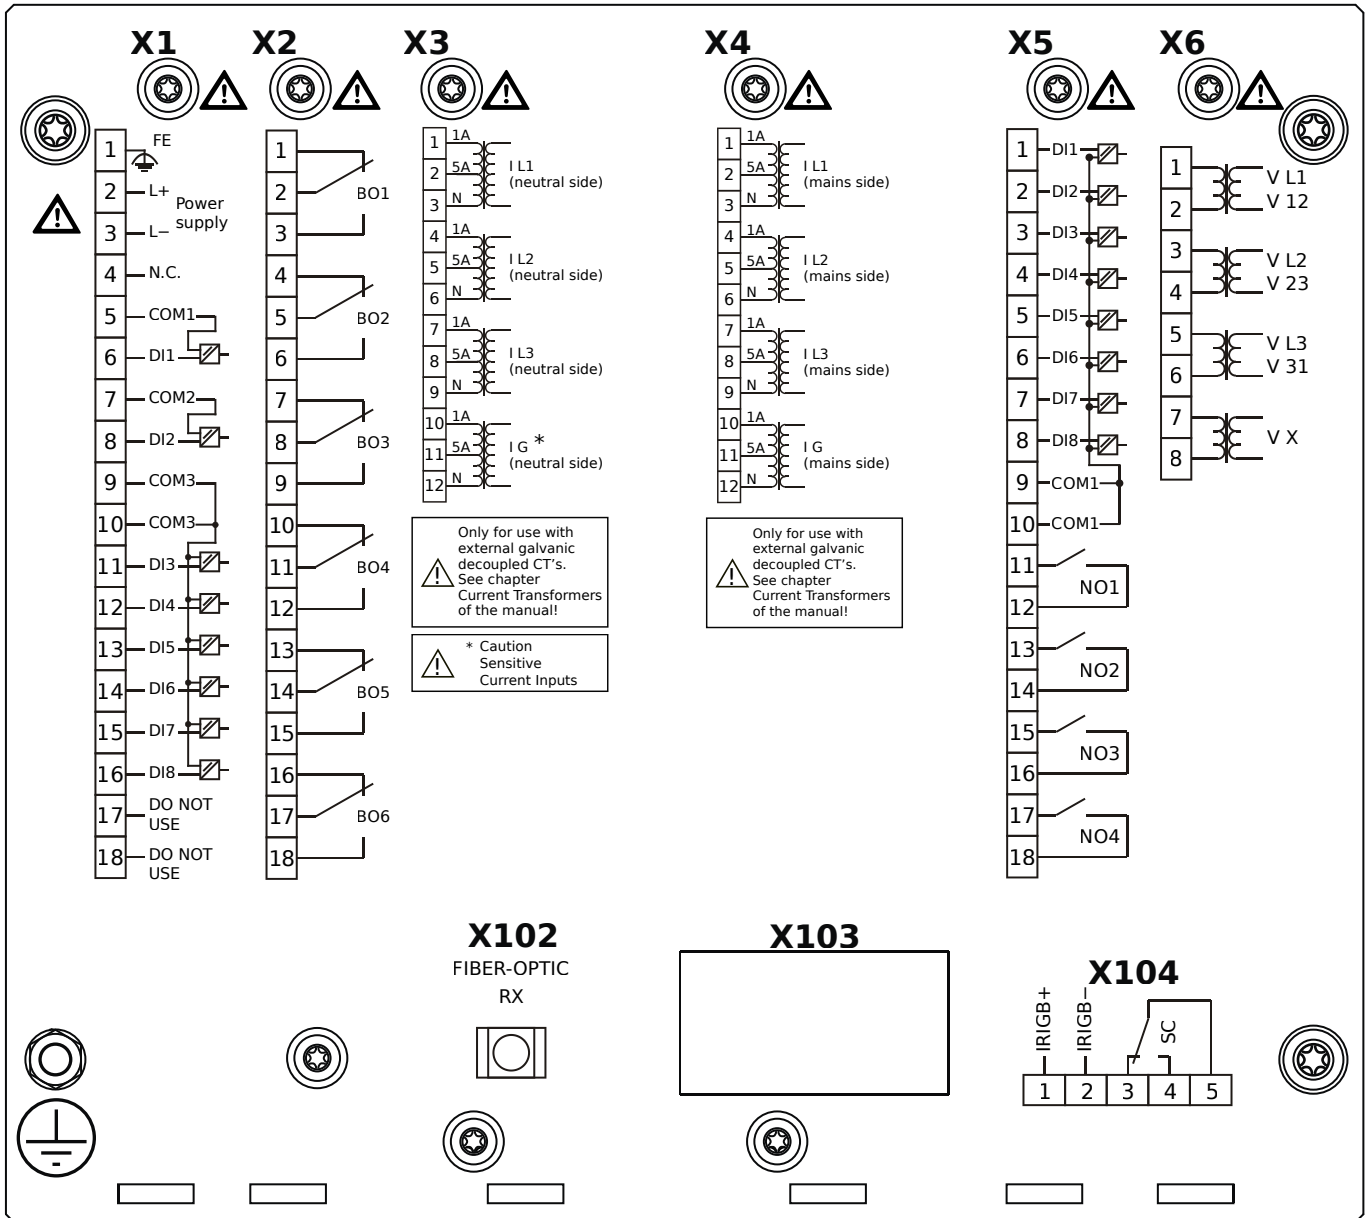 X1 X2 X3 X4 X5 X6
1 FE
2 L+ Power
supply
3 L−
4 N.C.
5 COM1
6 DI1
7 COM2
8 DI2
9 COM3
10 COM3
11 DI3
12 DI4
13 DI5
14 DI6
15 DI7
16 DI8
17 DO NOT
USE
18 DO NOT
USE
1
2 BO1
3
4
5 BO2
6
7
8 BO3
9
10
11 BO4
12
13
14 BO5
15
16
17 BO6
18
1 1A
2 5A I L1
(neutral side)
3 N
4 1A
5 5A I L2
(neutral side)
6 N
7 1A
8 5A I L3
(neutral side)
9 N
10 1A
11 5A I G *
(neutral side)
12 N
Only for use with
external galvanic
decoupled CT's.
See chapter
Current Transformers
of the manual!
* Caution
Sensitive
Current Inputs
1 1A
2 5A I L1
(mains side)
3 N
4 1A
5 5A I L2
(mains side)
6 N
7 1A
8 5A I L3
(mains side)
9 N
10 1A
11 5A I G
(mains side)
12 N
Only for use with
external galvanic
decoupled CT's.
See chapter
Current Transformers
of the manual!
1 DI1
2 DI2
3 DI3
4 DI4
5 DI5
6 DI6
7 DI7
8 DI8
9 COM1
10 COM1
11
NO1
12
13
NO2
14
15
NO3
16
17
NO4
18
1 V L1
2 V 12
3 V L2
4 V 23
5 V L3
6 V 31
7
V X
8
X102
FIBER-OPTIC
RX
X103
X104
IRIGB+
IRIGB−
SC
1 2 3 4 5